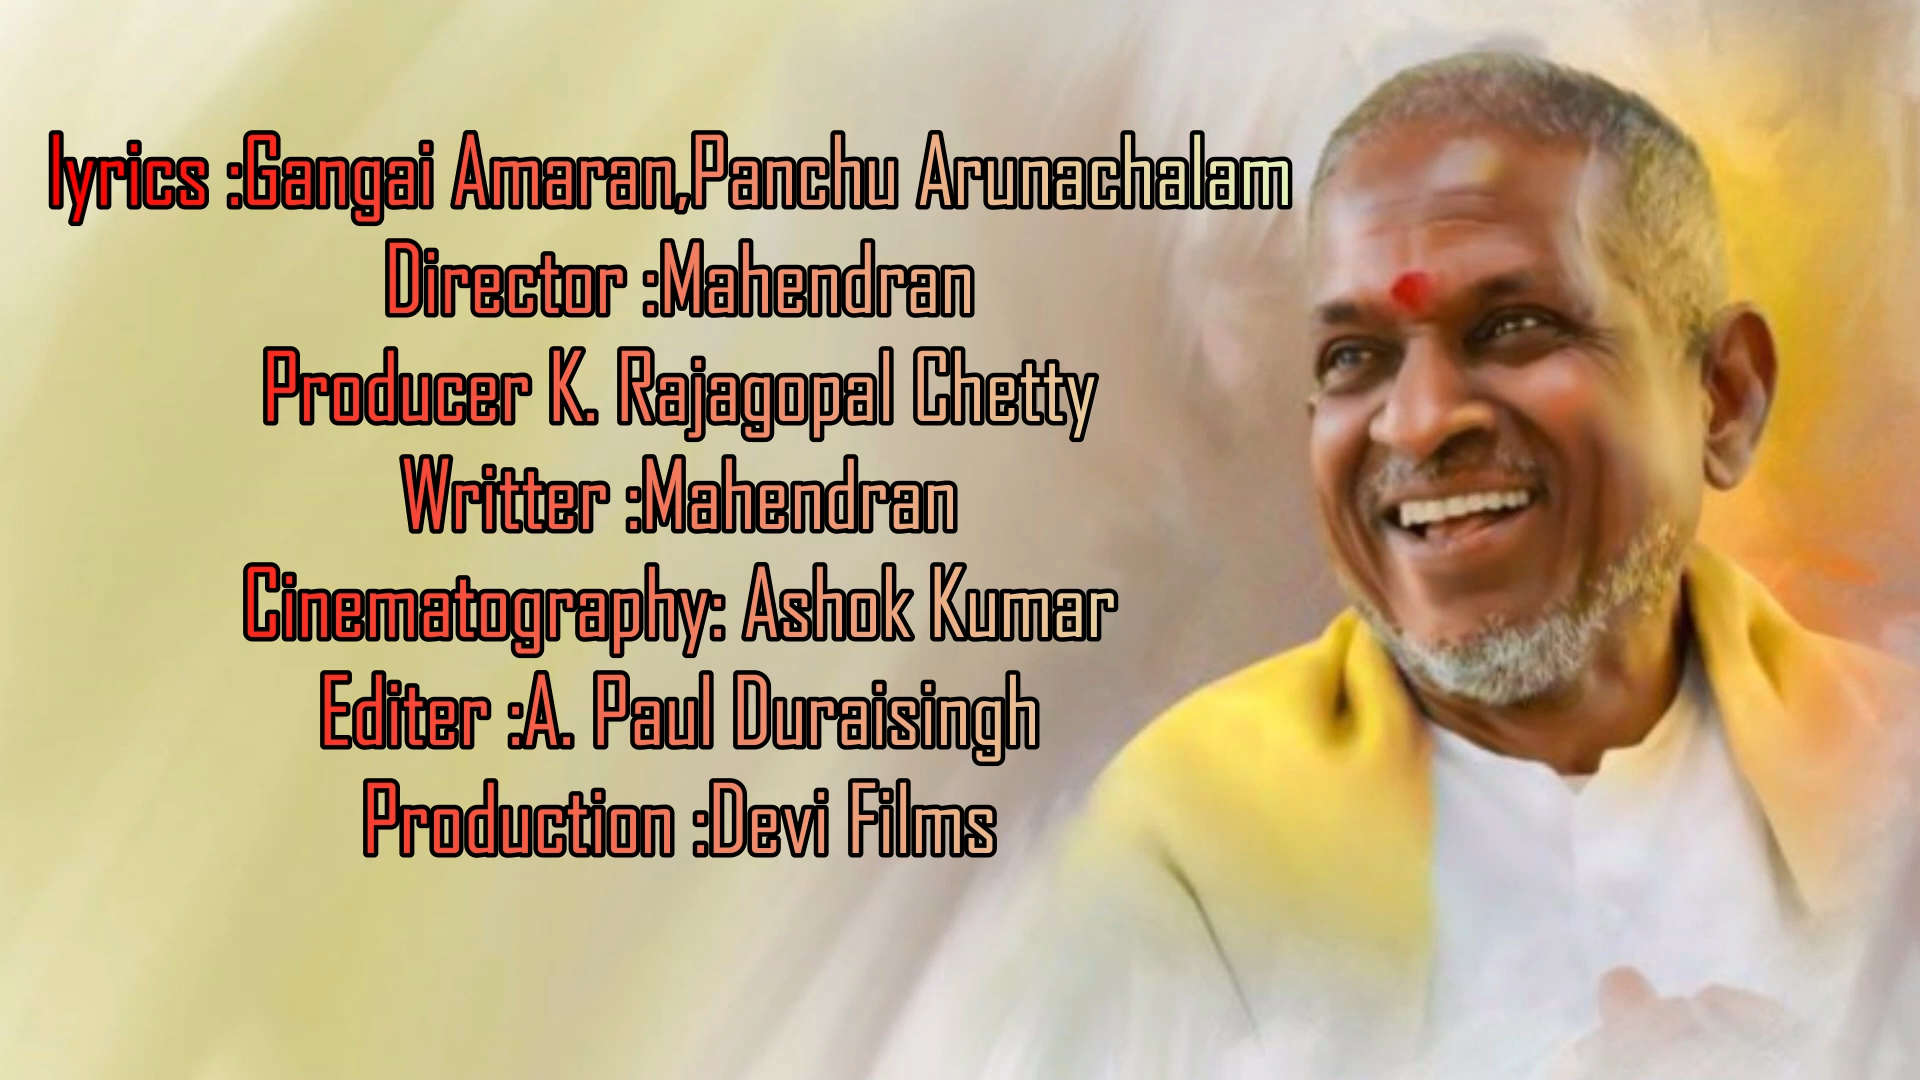 lyrics :Gangai Amaran,Panchu Arunachalam
Director :Mahendran
Producer K. Rajagopal Chetty
Writter :Mahendran
Cinematography: Ashok Kumar
Editer :A. Paul Duraisingh
Production :Devi Films